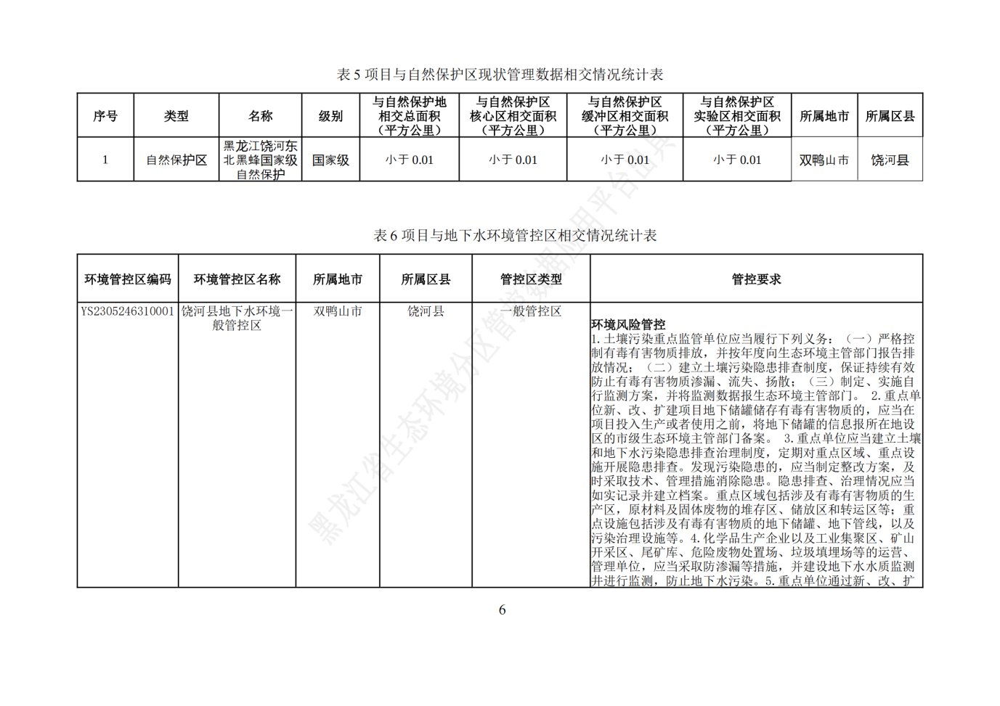 表 5 项目与自然保护区现状管理数据相交情况统计表
序号 类型 名称 级别 与自然保护地相交总面积（平方公里） 与自然保护区核心区相交面积（平方公里） 与自然保护区缓冲区相交面积（平方公里） 与自然保护区实验区相交面积（平方公里） 所属地市 所属区县
1 自然保护区 黑龙江饶河东北黑蜂国家级自然保护 国家级 小于 0.01 小于 0.01 小于 0.01 小于 0.01 双鸭山市 饶河县
表 6 项目与地下水环境管控区相交情况统计表
环境管控区编码 环境管控区名称 所属地市 所属区县 管控区类型 管控要求
YS2305246310001 饶河县地下水环境一般管控区 双鸭山市 饶河县 一般管控区
环境风险管控
1.土壤污染重点监管单位应当履行下列义务：（一）严格控
制有毒有害物质排放，并按年度向生态环境主管部门报告排
放情况；（二）建立土壤污染隐患排查制度，保证持续有效
防止有毒有害物质渗漏、流失、扬散；（三）制定、实施自
行监测方案，并将监测数据报生态环境主管部门。 2.重点单
位新、改、扩建项目地下储罐储存有毒有害物质的，应当在
项目投入生产或者使用之前，将地下储罐的信息报所在地设
区的市级生态环境主管部门备案。 3.重点单位应当建立土壤
和地下水污染隐患排查治理制度，定期对重点区域、重点设
施开展隐患排查。发现污染隐患的，应当制定整改方案，及
时采取技术、管理措施消除隐患。隐患排查、治理情况应当
如实记录并建立档案。重点区域包括涉及有毒有害物质的生
产区，原材料及固体废物的堆存区、储放区和转运区等；重
点设施包括涉及有毒有害物质的地下储罐、地下管线，以及
污染治理设施等。4.化学品生产企业以及工业集聚区、矿山
开采区、尾矿库、危险废物处置场、垃圾填埋场等的运营、
管理单位，应当采取防渗漏等措施，并建设地下水水质监测
井进行监测，防止地下水污染。5.重点单位通过新、改、扩
黑龙江省生态环境分区管控数据应用平台出具
6